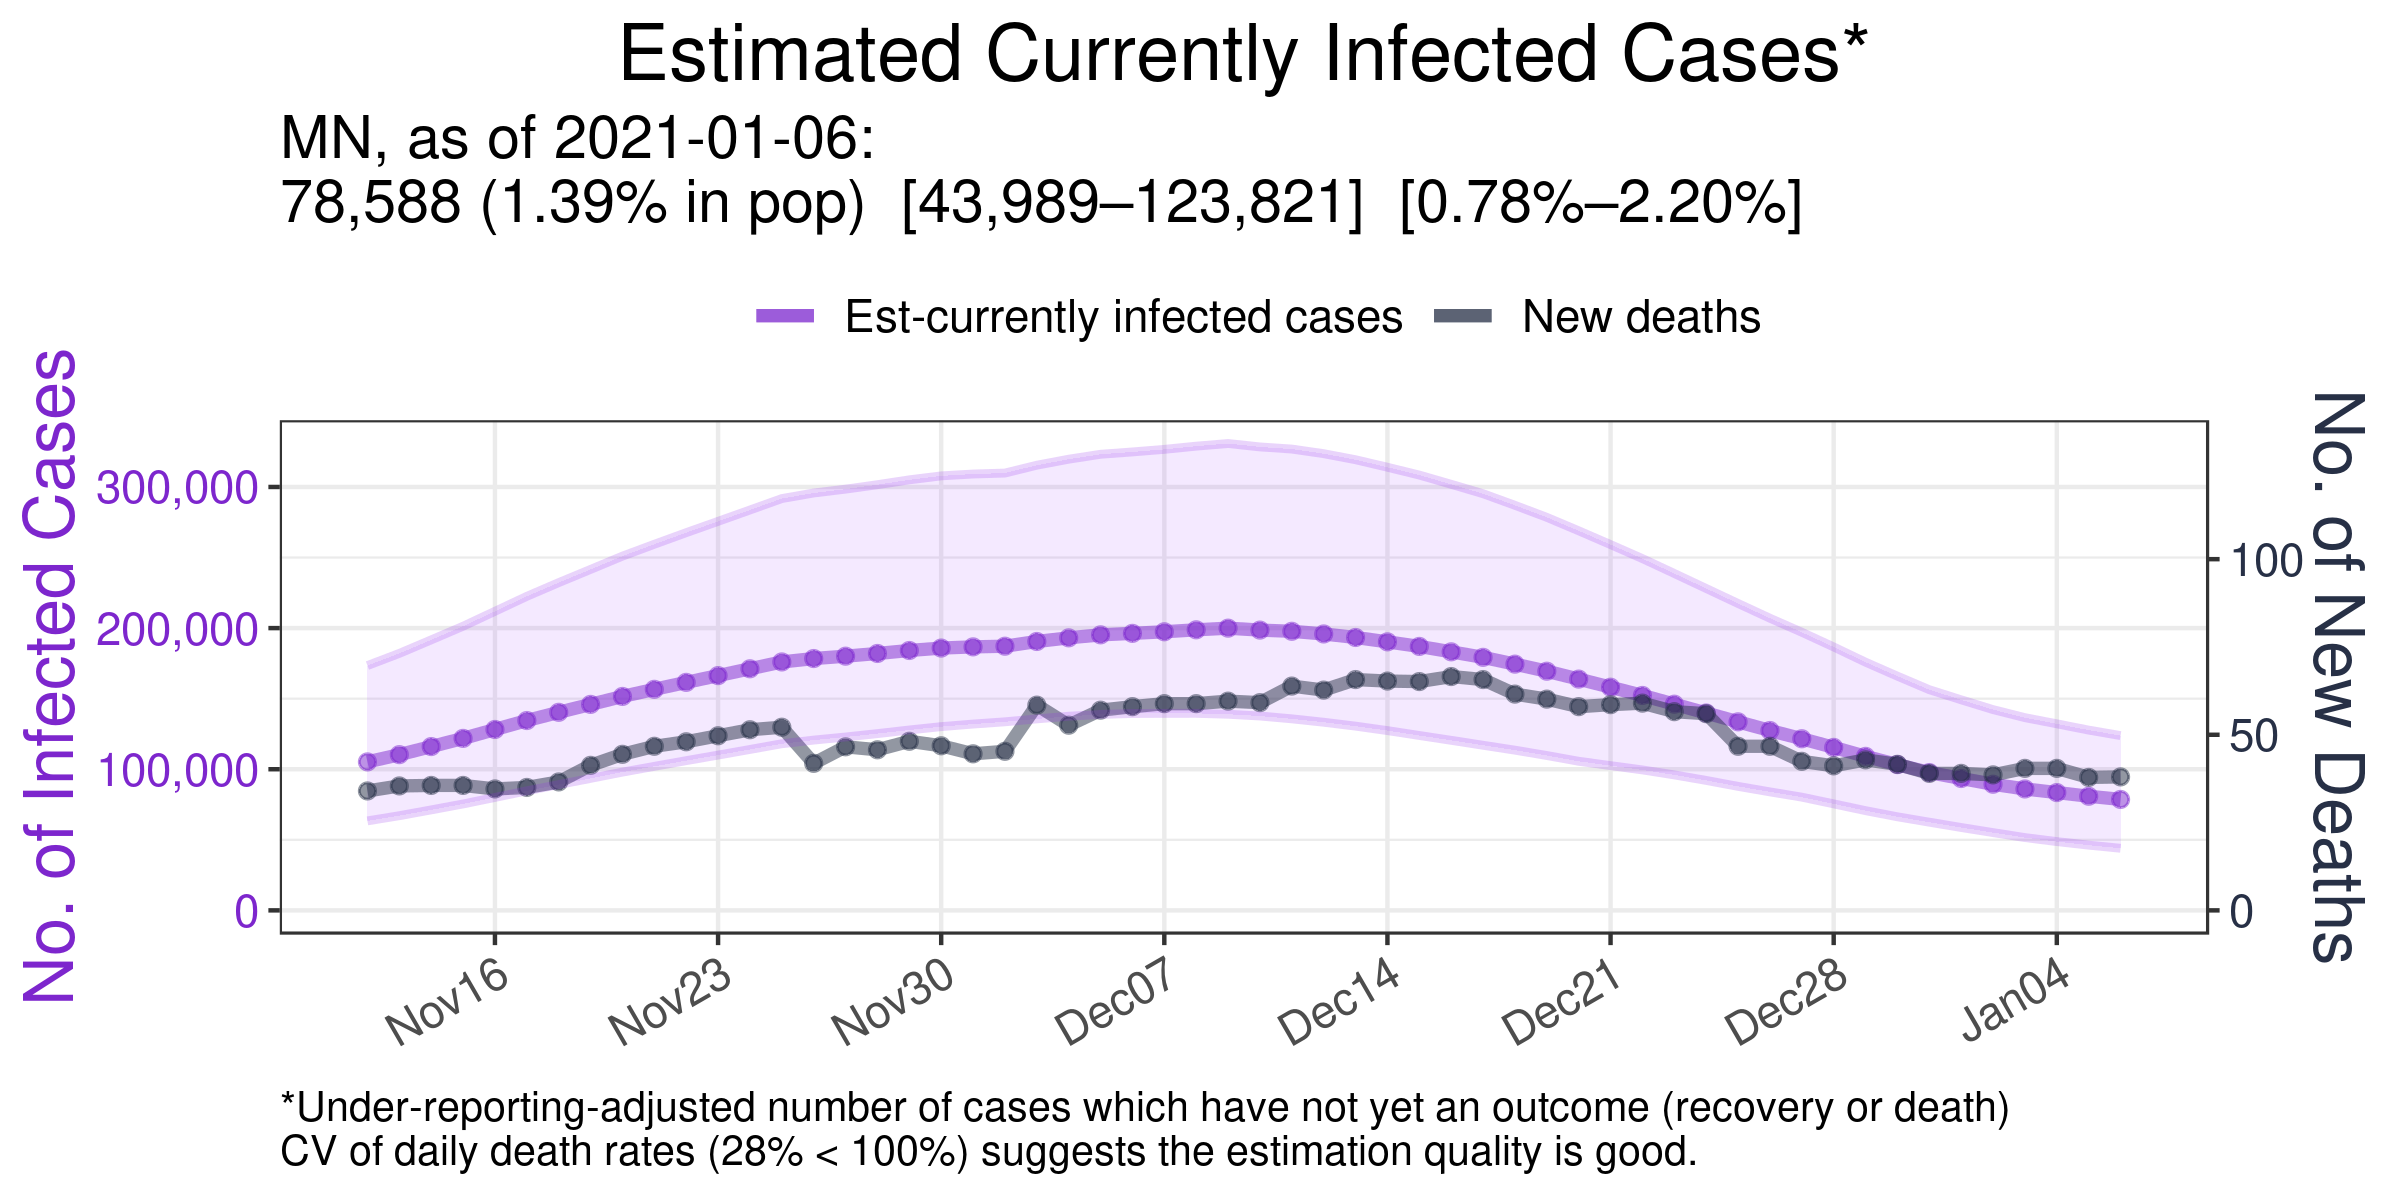 Estimated Currently Infected Cases*
MN, as of 2021-01-06:
78,588 (1.39% in pop)  [43,989–123,821]  [0.78%–2.20%]
Est-currently infected cases
New deaths
No. of Infected Cases
300,000
200,000
100,000
0
No. of New Deaths
100
50
0
Nov16
Nov23
Nov30
Dec07
Dec14
Dec21
Dec28
Jan04
*Under-reporting-adjusted number of cases which have not yet an outcome (recovery or death)
CV of daily death rates (28% < 100%) suggests the estimation quality is good.